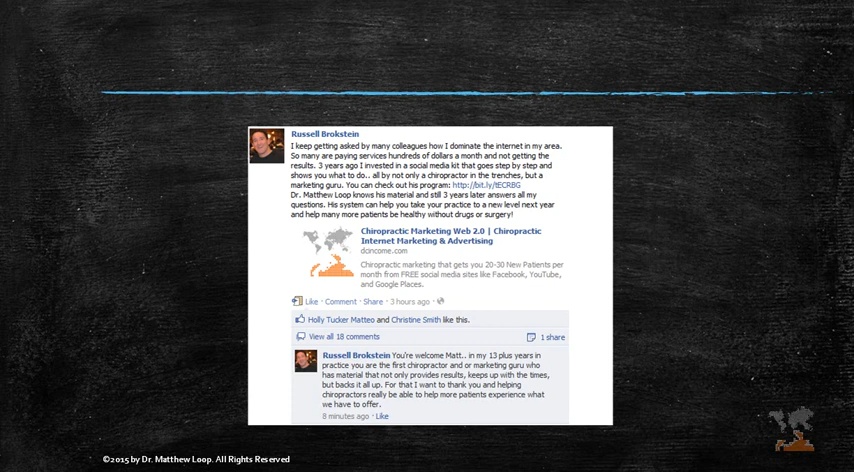 Russell Brokstein
I keep getting asked by many colleagues how I dominate the internet in my area.
So many are paying services hundreds of dollars a month and not getting the
results. 3 years ago I invested in a social media kit that goes step by step and
shows you what to do.. all by not only a chiropractor in the trenches, but a
marketing guru. You can check out his program: http://bit.ly/tECRBG
Dr. Matthew Loop knows his material and still 3 years later answers all my
questions. His system can help you take your practice to a new level next year
and help many more patients be healthy without drugs or surgery!
Chiropractic Marketing Web 2.0 | Chiropractic
Internet Marketing & Advertising
dcincome.com
Chiropractic marketing that gets you 20-30 New Patients per
month from FREE social media sites like Facebook, YouTube,
and Google Places.
Like · Comment · Share · 3 hours ago ·
Holly Tucker Matteo and Christine Smith like this.
View all 18 comments 1 share
Russell Brokstein You're welcome Matt.. in my 13 plus years in
practice you are the first chiropractor and or marketing guru who
has material that not only provides results, keeps up with the times,
but backs it all up. For that I want to thank you and helping
chiropractors really be able to help more patients experience what
we have to offer.
8 minutes ago · Like
©2015 by Dr. Matthew Loop. All Rights Reserved